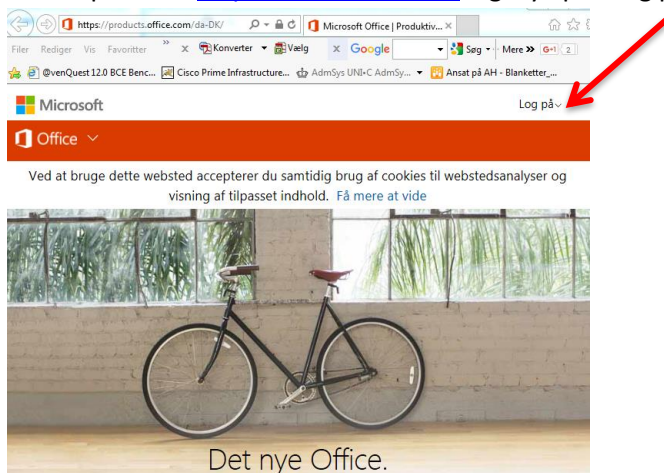 https://products.office.com/da-DK/ Microsoft Office | Produktiv... ×
Filer Rediger Vis Favoritter » x Konverter Vælg x Google Søg Mere » G+1 2
@venQuest 12.0 BCE Benc... Cisco Prime Infrastructure... AdmSys UNI•C AdmSy... Ansat på AH - Blanketter_...
Microsoft Log på
Office
Ved at bruge dette websted accepterer du samtidig brug af cookies til webstedsanalyser og
visning af tilpasset indhold. Få mere at vide
Det nye Office.